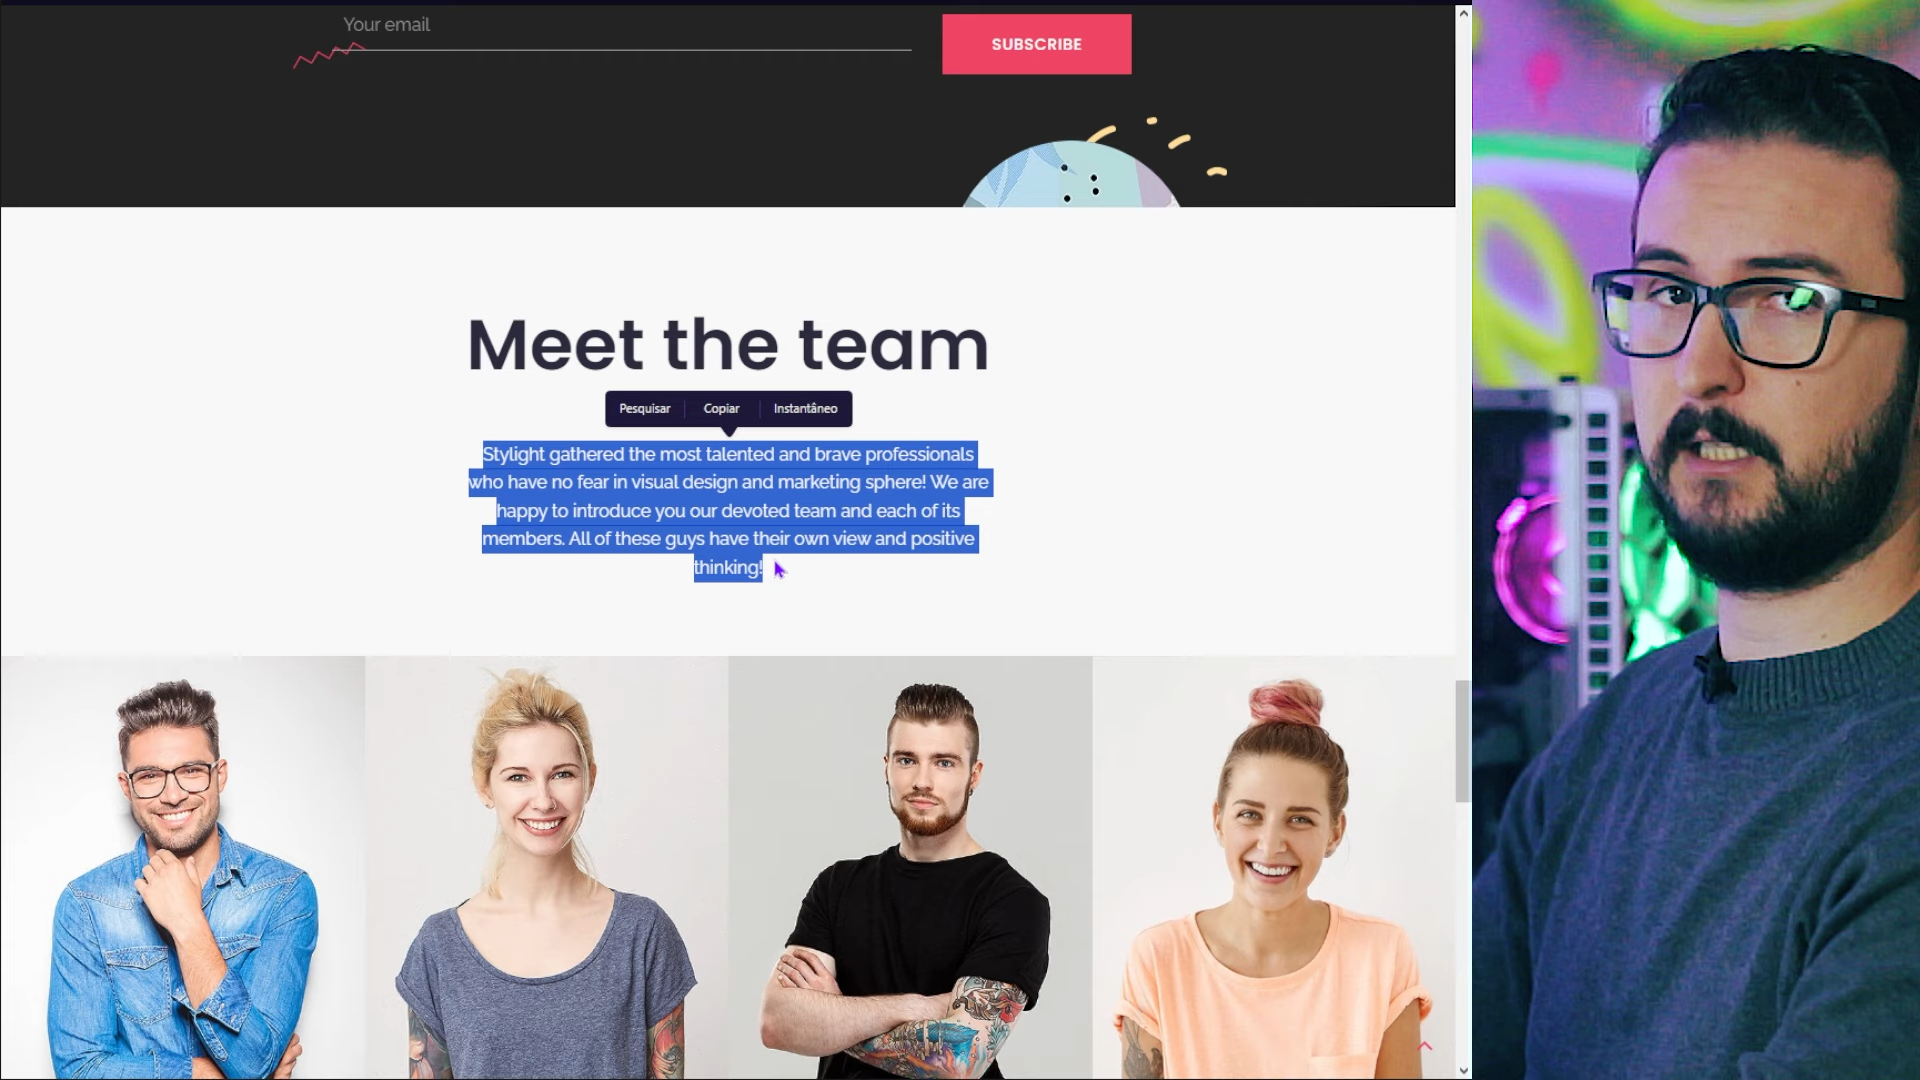 Your email
SUBSCRIBE
Meet the team
Pesquisar Copiar Instantâneo
Stylight gathered the most talented and brave professionals
who have no fear in visual design and marketing sphere! We are
happy to introduce you our devoted team and each of its
members. All of these guys have their own view and positive
thinking!